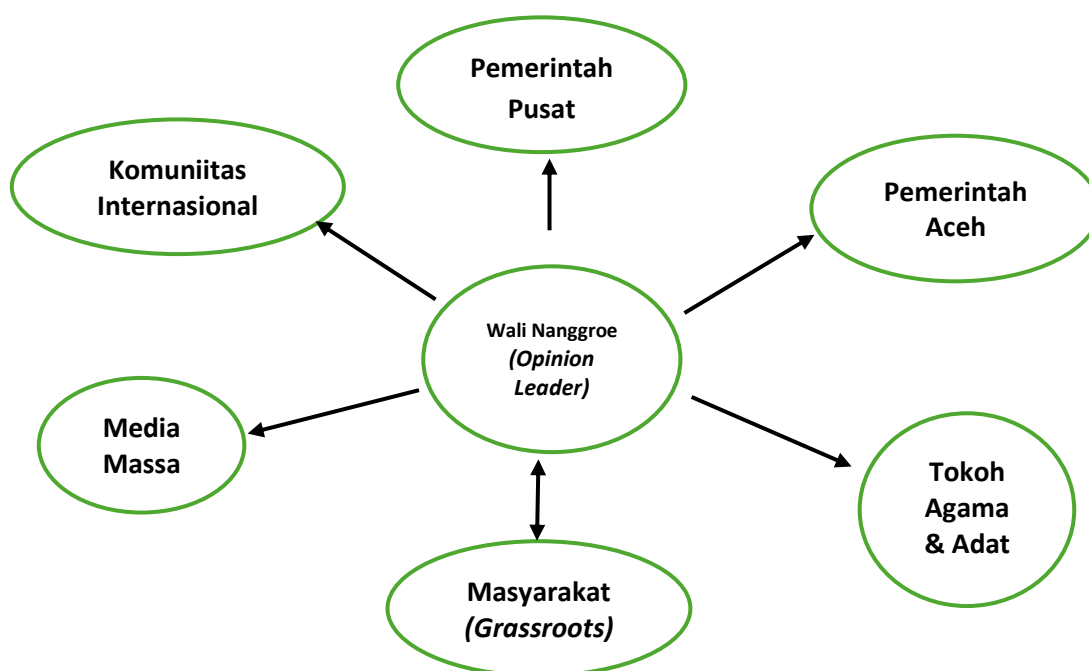 Pemerintah
Pusat
Komuniitas
Internasional
Pemerintah
Aceh
Wali Nanggroe
(Opinion
Leader)
Media
Massa
Tokoh
Agama
& Adat
Masyarakat
(Grassroots)